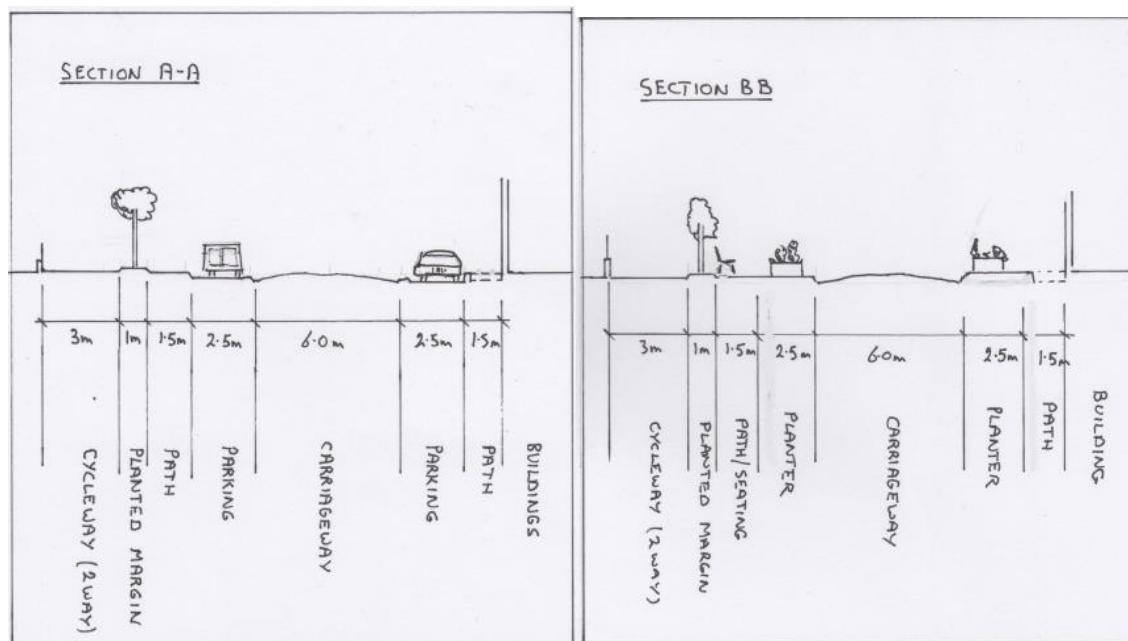 SECTION A-A
3m 1m 1.5m 2.5m 6.0m 2.5m 1.5m
CYCLEWAY (2WAY)
PLANTED MARGIN
PATH
PARKING
CARRIAGEWAY
PARKING
PATH
BUILDINGS
SECTION BB
3m 1m 1.5m 2.5m 6.0m 2.5m 1.5m
CYCLEWAY (2WAY)
PLANTED MARGIN
PATH/SEATING
PLANTER
CARRIAGEWAY
PLANTER
PATH
BUILDING